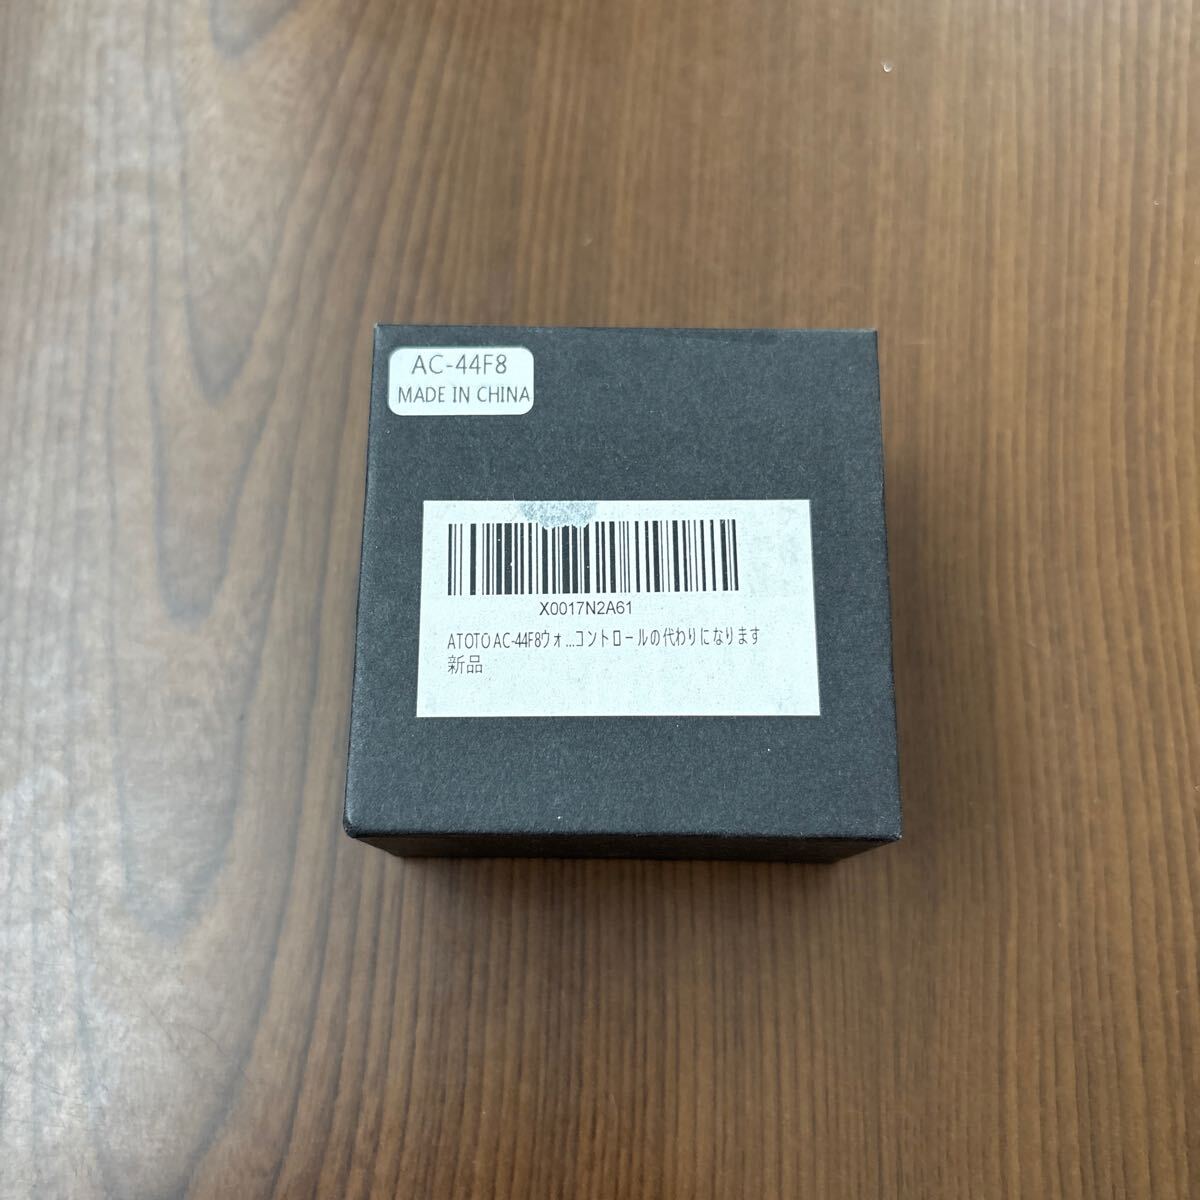 AC-44F8
MADE IN CHINA
X0017N2A61
ATOTO AC-44F8ウォ...コントロールの代わりになります
新品